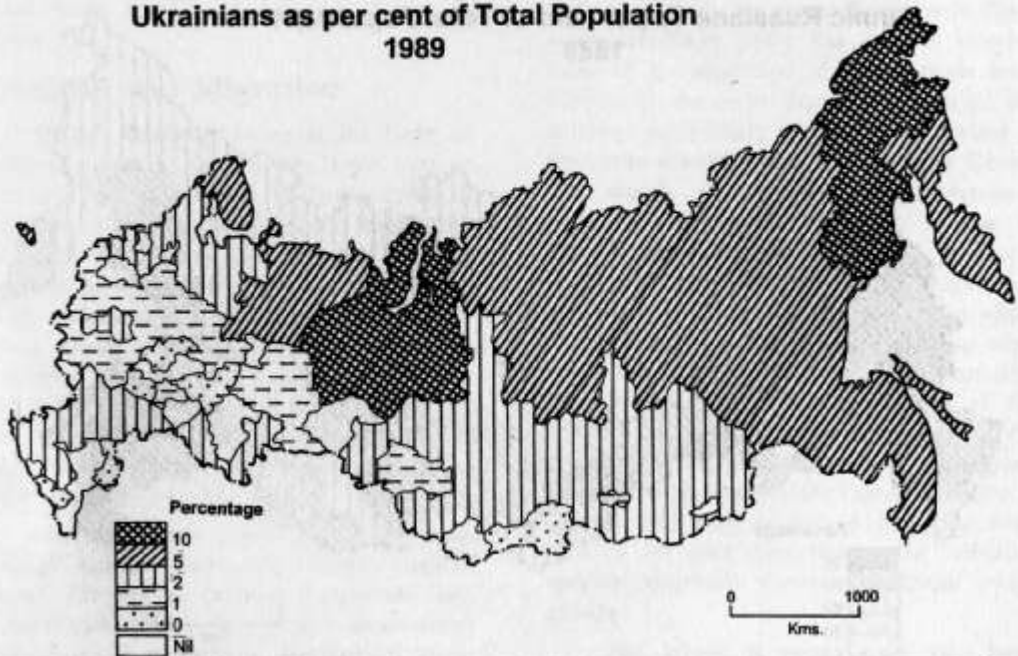 Ukrainians as per cent of Total Population
1989
Percentage
10
5
2
1
0
Nil
0 1000
Kms.